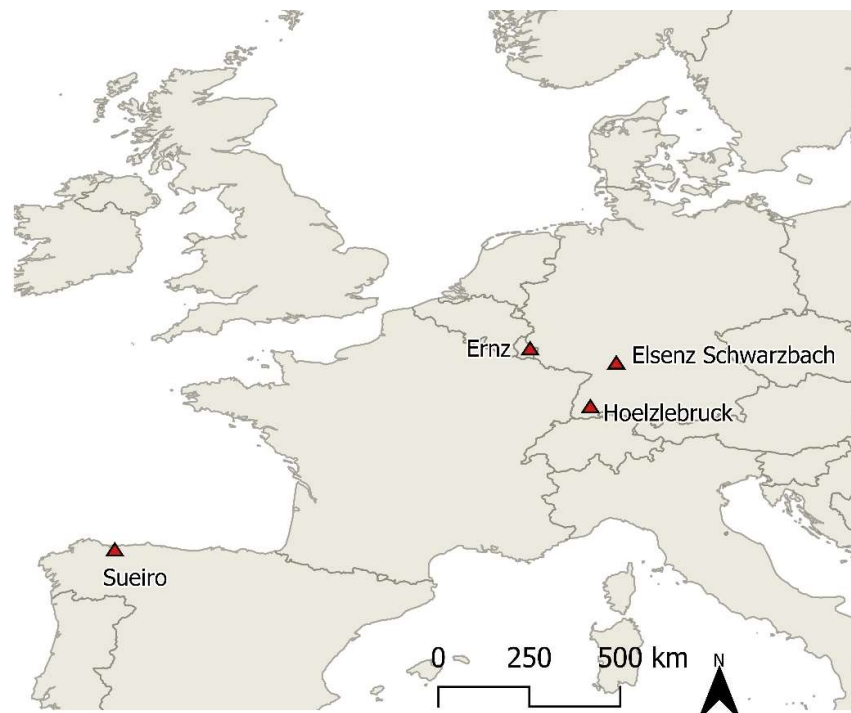 Ernz
Elsenz Schwarzbach
Hoelzlebruck
Sueiro
0 250 500 km
N